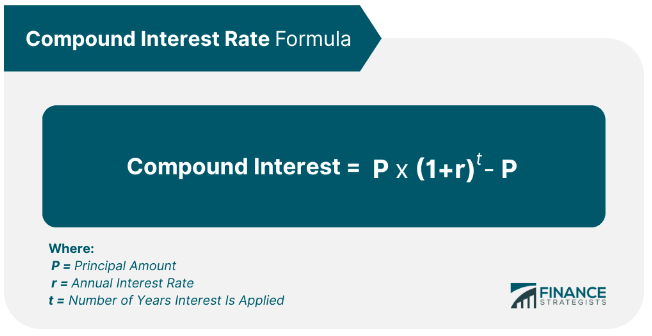 Compound Interest Rate Formula
Compound Interest = P x (1+r)^t - P
Where:
P = Principal Amount
r = Annual Interest Rate
t = Number of Years Interest Is Applied
FINANCE
STRATEGISTS